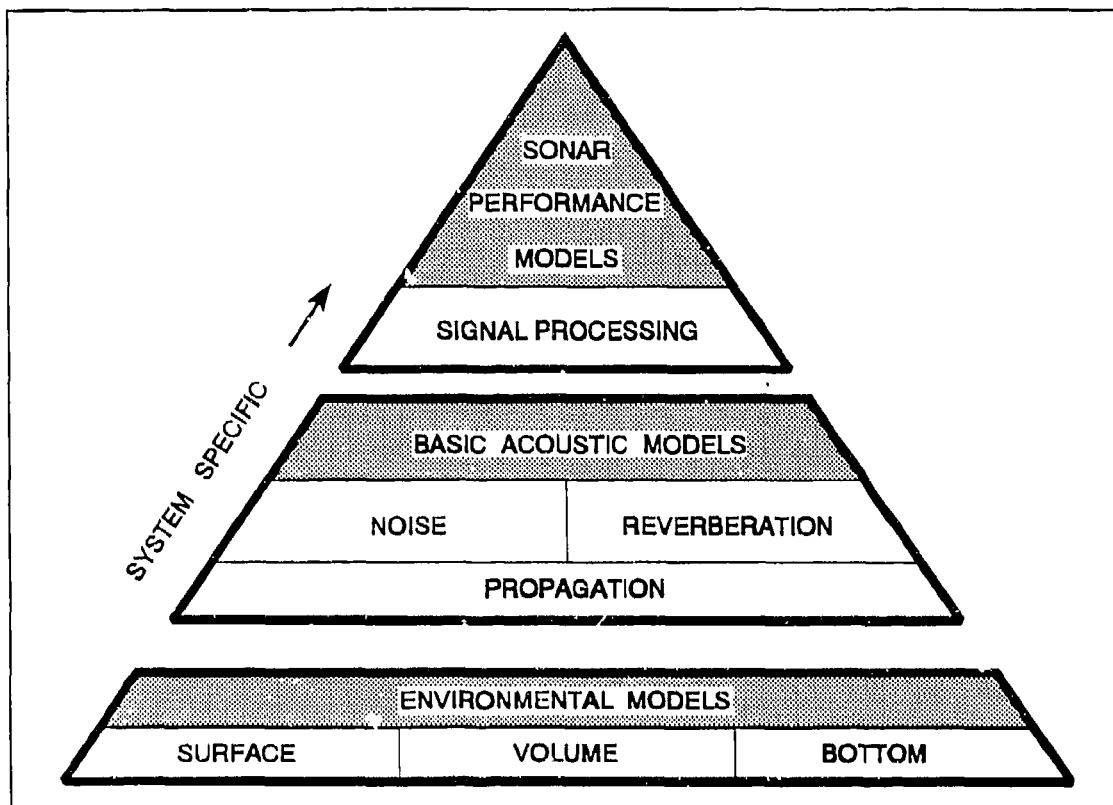 SONAR
PERFORMANCE
MODELS
SIGNAL PROCESSING
SYSTEM SPECIFIC
BASIC ACOUSTIC MODELS
NOISE
REVERBERATION
PROPAGATION
ENVIRONMENTAL MODELS
SURFACE
VOLUME
BOTTOM